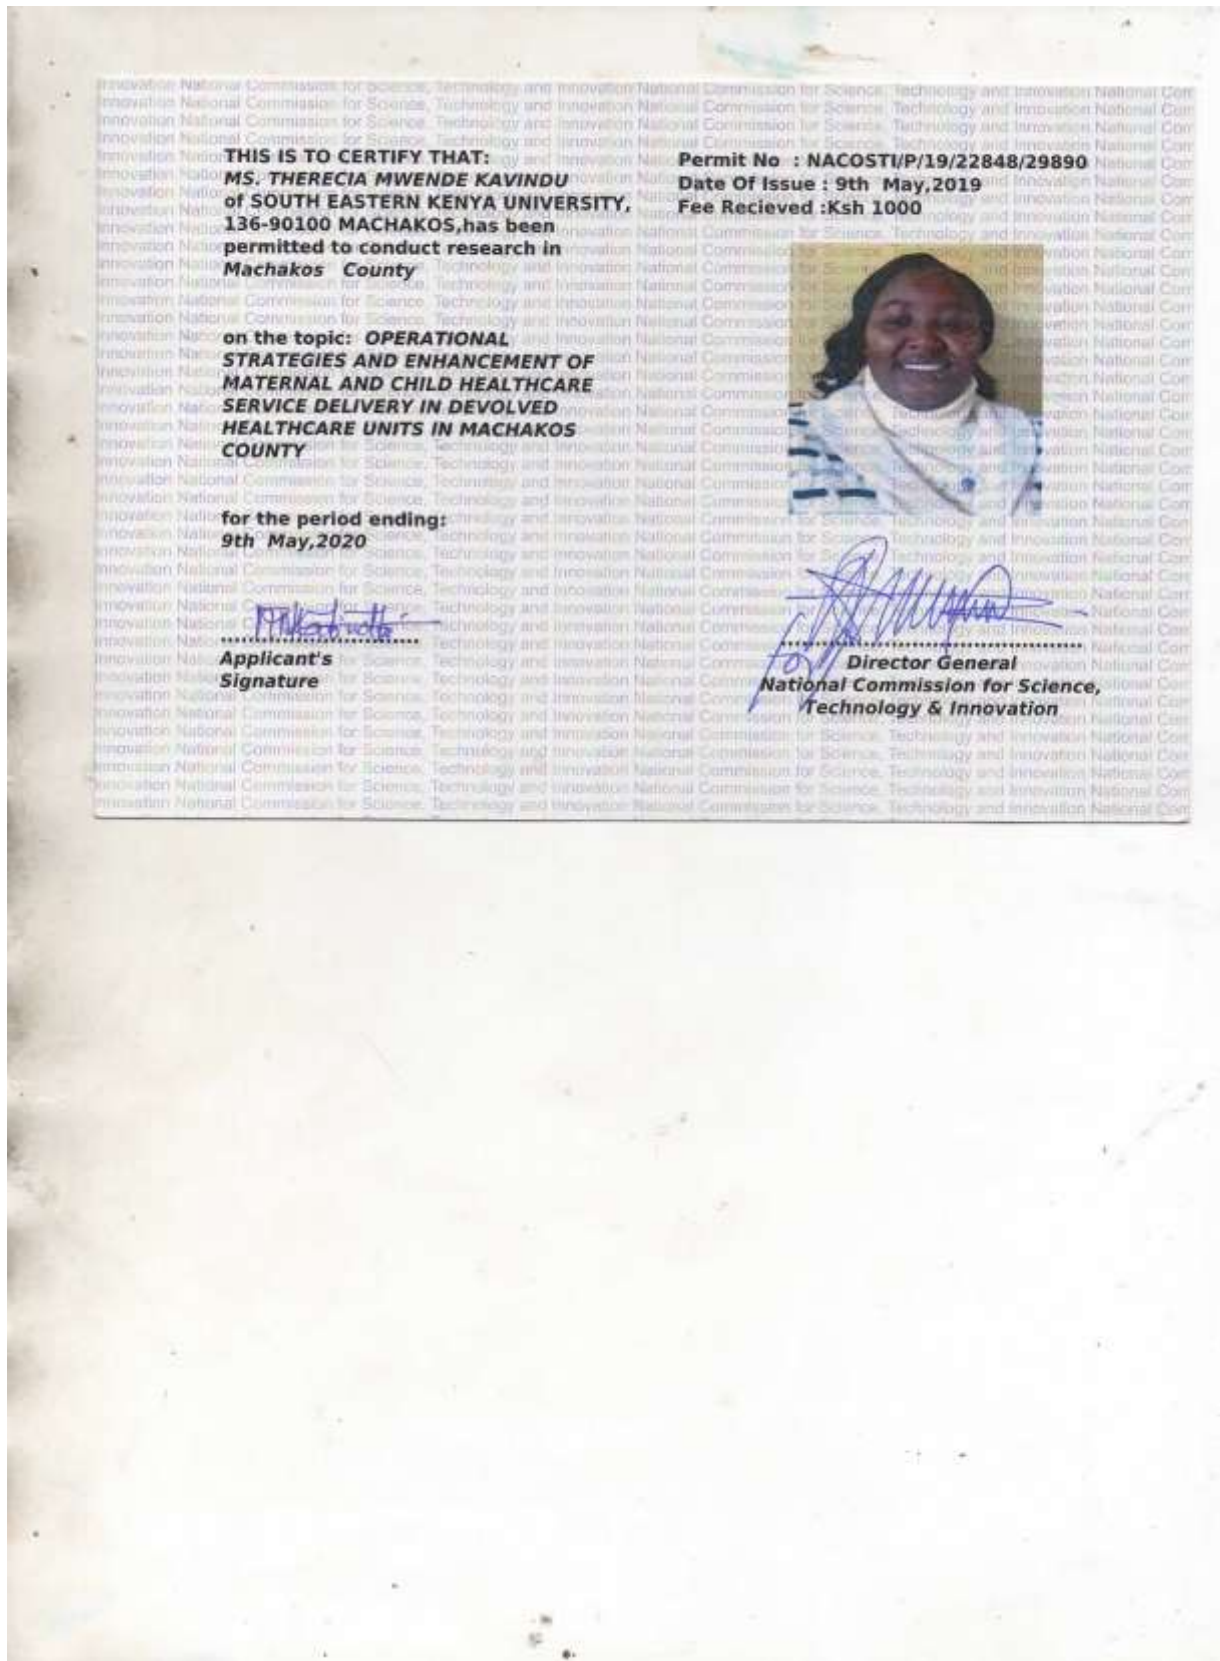 THIS IS TO CERTIFY THAT:
MS. THERECIA MWENDE KAVINDU
of SOUTH EASTERN KENYA UNIVERSITY,
136-90100 MACHAKOS,has been
permitted to conduct research in
Machakos County
on the topic: OPERATIONAL
STRATEGIES AND ENHANCEMENT OF
MATERNAL AND CHILD HEALTHCARE
SERVICE DELIVERY IN DEVOLVED
HEALTHCARE UNITS IN MACHAKOS
COUNTY
for the period ending:
9th May,2020
Applicant's
Signature
Permit No : NACOSTI/P/19/22848/29890
Date Of Issue : 9th May,2019
Fee Recieved :Ksh 1000
for
Director General
National Commission for Science,
Technology & Innovation